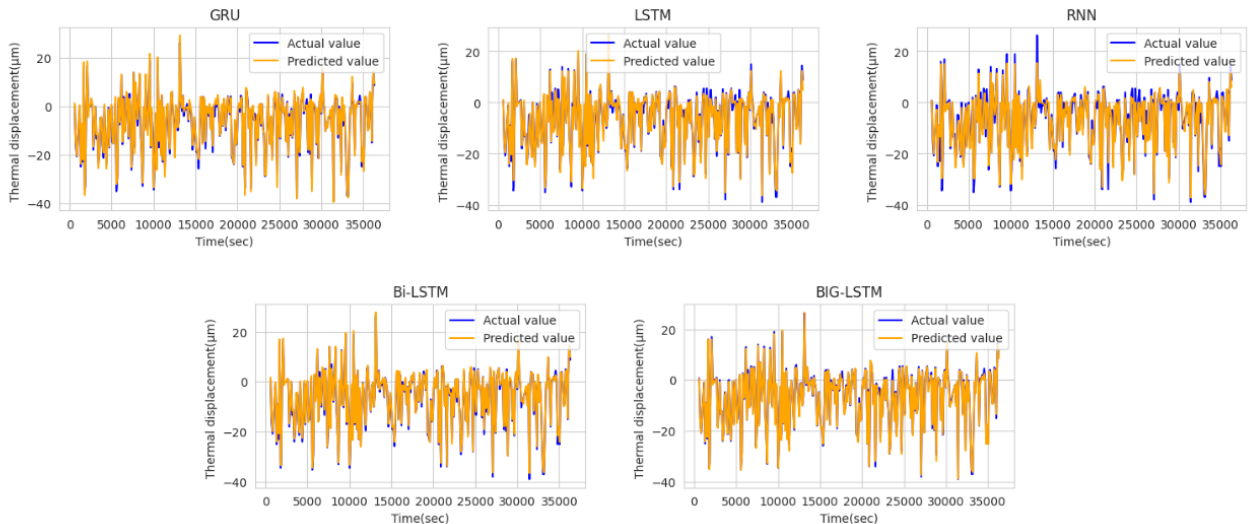 GRU
Thermal displacement(μm)
20
0
−20
−40
Actual value
Predicted value
0 5000 10000 15000 20000 25000 30000 35000
Time(sec)
LSTM
Thermal displacement(μm)
20
0
−20
−40
Actual value
Predicted value
0 5000 10000 15000 20000 25000 30000 35000
Time(sec)
RNN
Thermal displacement(μm)
20
0
−20
−40
Actual value
Predicted value
0 5000 10000 15000 20000 25000 30000 35000
Time(sec)
Bi-LSTM
Thermal displacement(μm)
20
0
−20
−40
Actual value
Predicted value
0 5000 10000 15000 20000 25000 30000 35000
Time(sec)
BIG-LSTM
Thermal displacement(μm)
20
0
−20
−40
Actual value
Predicted value
0 5000 10000 15000 20000 25000 30000 35000
Time(sec)